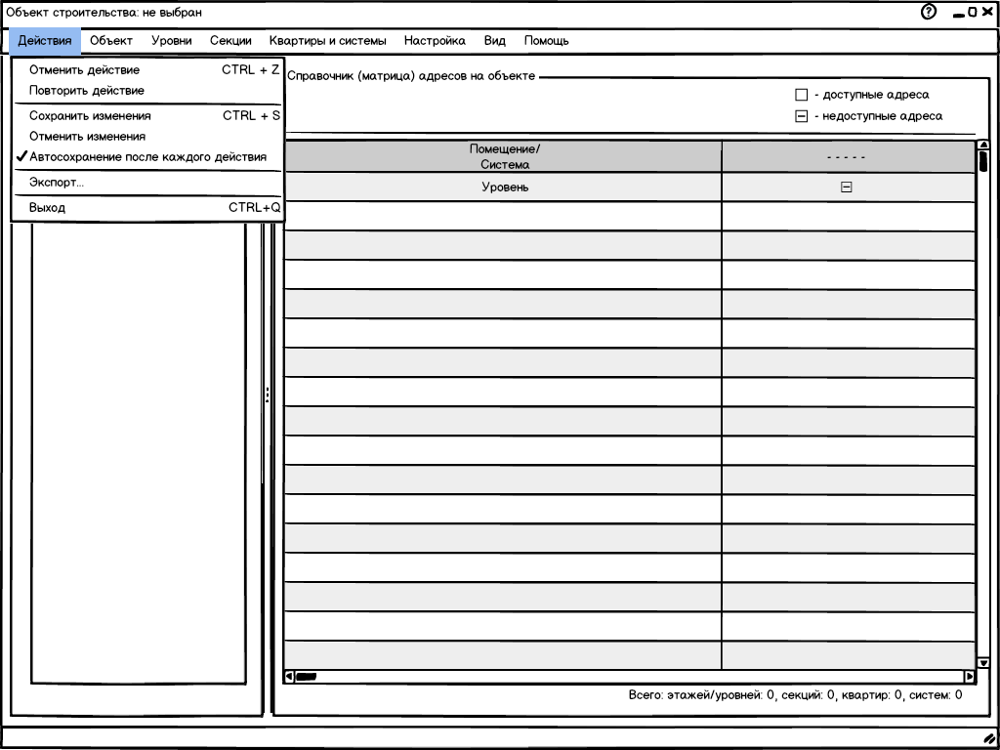 Объект строительства: не выбран
Действия Объект Уровни Секции Квартиры и системы Настройка Вид Помощь
Отменить действие CTRL + Z
Повторить действие
Сохранить изменения CTRL + S
Отменить изменения
Автосохранение после каждого действия
Экспорт...
Выход CTRL+Q
Справочник (матрица) адресов на объекте
- доступные адреса
- недоступные адреса
Помещение/
Система
- - - - -
Уровень
Всего: этажей/уровней: 0, секций: 0, квартир: 0, систем: 0